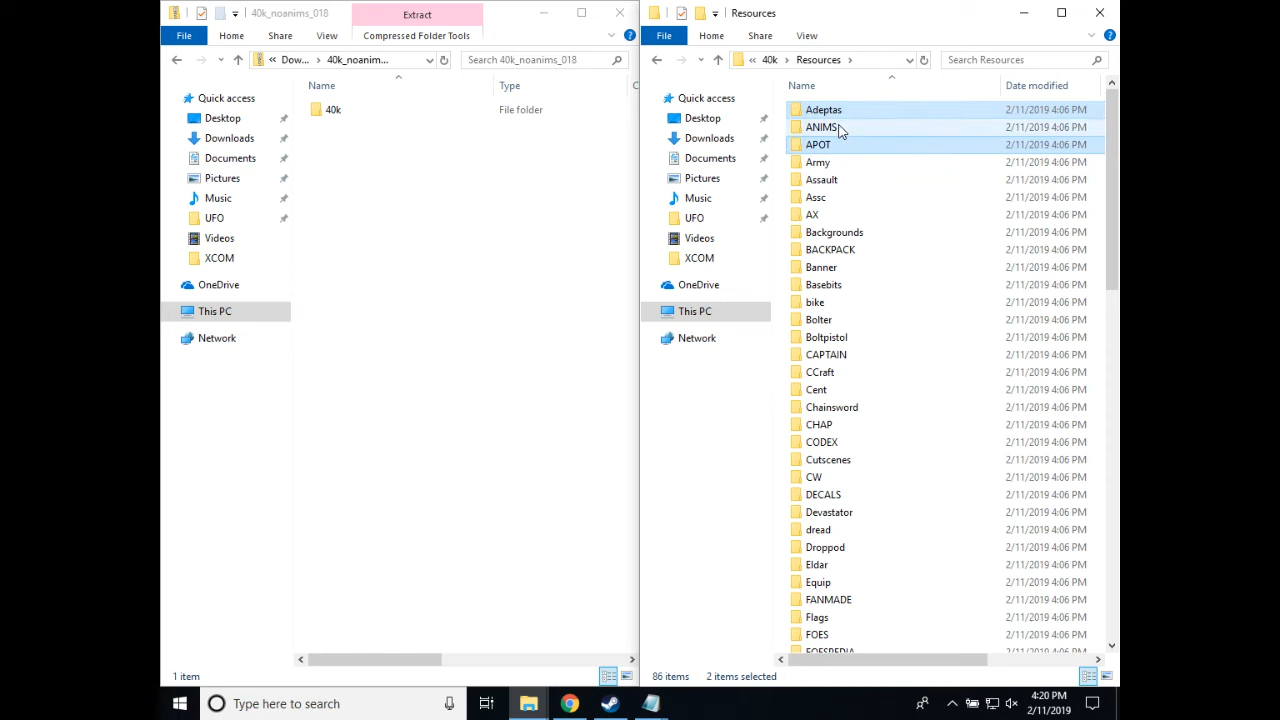 40k_noanims_018
Extract
File
Home
Share
View
Compressed Folder Tools
Dow...
40k_noanim...
Search 40k_noanims_018
Quick access
Desktop
Downloads
Documents
Pictures
Music
UFO
Videos
XCOM
OneDrive
This PC
Network
Name
Type
C
40k
File folder
1 item
Resources
File
Home
Share
View
40k
Resources
Search Resources
Quick access
Desktop
Downloads
Documents
Pictures
Music
UFO
Videos
XCOM
OneDrive
This PC
Network
Name Date modified
Adeptas 2/11/2019 4:06 PM
ANIMS 2/11/2019 4:06 PM
APOT 2/11/2019 4:06 PM
Army 2/11/2019 4:06 PM
Assault 2/11/2019 4:06 PM
Assc 2/11/2019 4:06 PM
AX 2/11/2019 4:06 PM
Backgrounds 2/11/2019 4:06 PM
BACKPACK 2/11/2019 4:06 PM
Banner 2/11/2019 4:06 PM
Basebits 2/11/2019 4:06 PM
bike 2/11/2019 4:06 PM
Bolter 2/11/2019 4:06 PM
Boltpistol 2/11/2019 4:06 PM
CAPTAIN 2/11/2019 4:06 PM
CCraft 2/11/2019 4:06 PM
Cent 2/11/2019 4:06 PM
Chainsword 2/11/2019 4:06 PM
CHAP 2/11/2019 4:06 PM
CODEX 2/11/2019 4:06 PM
Cutscenes 2/11/2019 4:06 PM
CW 2/11/2019 4:06 PM
DECALS 2/11/2019 4:06 PM
Devastator 2/11/2019 4:06 PM
dread 2/11/2019 4:06 PM
Droppod 2/11/2019 4:06 PM
Eldar 2/11/2019 4:06 PM
Equip 2/11/2019 4:06 PM
FANMADE 2/11/2019 4:06 PM
Flags 2/11/2019 4:06 PM
FOES 2/11/2019 4:06 PM
FOESPEDIA 2/11/2019 4:06 PM
86 items 2 items selected
Type here to search
4:20 PM
2/11/2019